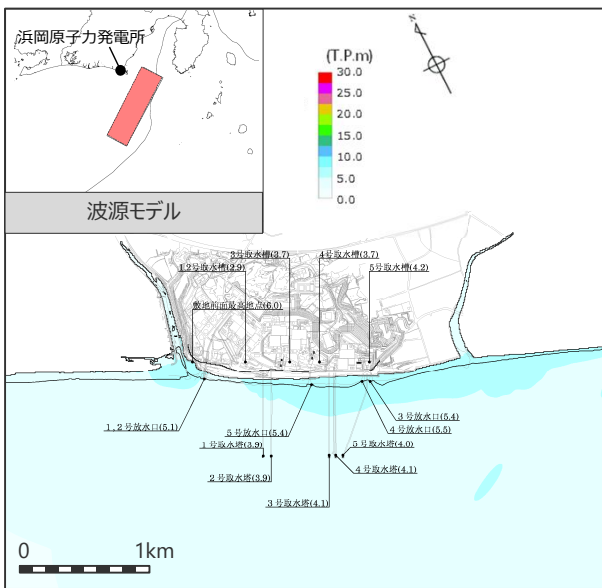 浜岡原子力発電所
波源モデル
(T.P.m)
30.0
25.0
20.0
15.0
10.0
5.0
0.0
N
3号取水槽(3.7)
4号取水槽(3.7)
1,2号取水槽(2.9)
5号取水槽(4.2)
敷地前面最高地点(6.0)
1,2号放水口(5.1)
5号放水口(5.4)
3号放水口(5.4)
4号放水口(5.5)
1号取水塔(3.9)
5号取水塔(4.0)
2号取水塔(3.9)
4号取水塔(4.1)
3号取水塔(4.1)
0 1km